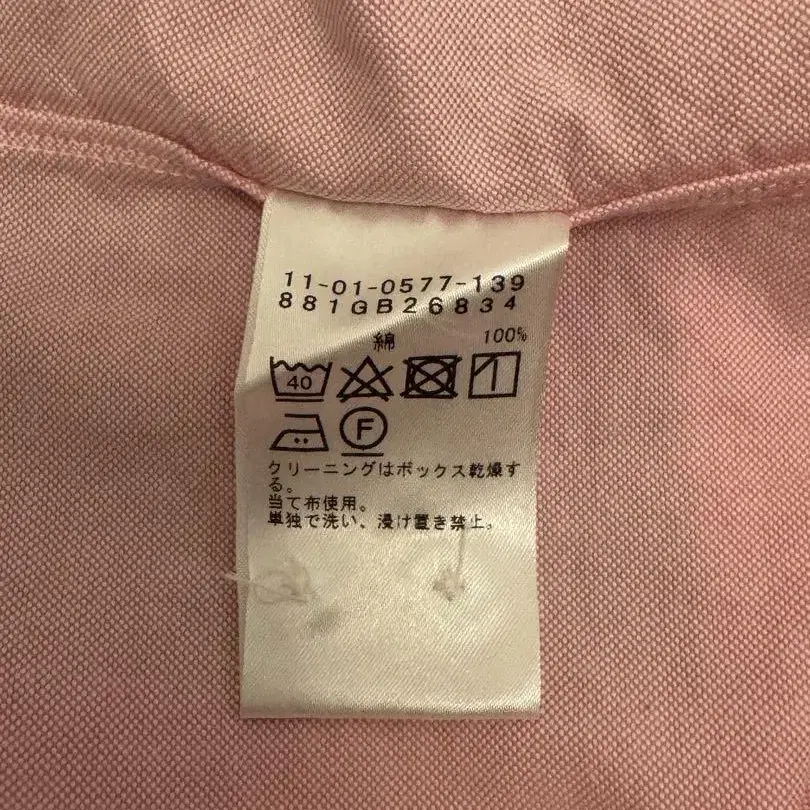 11-01-0577-139
881GB26834
綿 100%
40
F
クリーニングはボックス乾燥す
る。
当て布使用。
単独で洗い、浸け置き禁止。